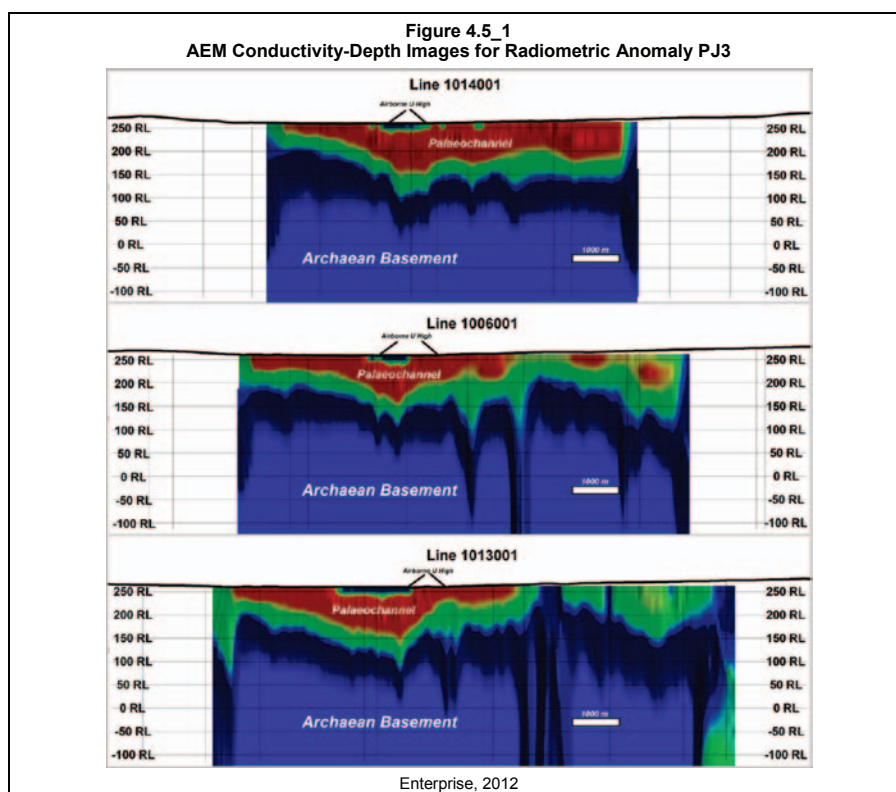 Figure 4.5_1
AEM Conductivity-Depth Images for Radiometric Anomaly PJ3
Line 1014001
Airborne U High
250 RL 250 RL
Palaeochannel
200 RL 200 RL
150 RL 150 RL
100 RL 100 RL
50 RL 50 RL
0 RL 0 RL
1000 m
Archaean Basement
-50 RL -50 RL
-100 RL -100 RL
Line 1006001
Airborne U High
250 RL 250 RL
Palaeochannel
200 RL 200 RL
150 RL 150 RL
100 RL 100 RL
50 RL 50 RL
0 RL 0 RL
1000 m
Archaean Basement
-50 RL -50 RL
-100 RL -100 RL
Line 1013001
Airborne U High
250 RL 250 RL
Palaeochannel
200 RL 200 RL
150 RL 150 RL
100 RL 100 RL
50 RL 50 RL
0 RL 0 RL
1000 m
Archaean Basement
-50 RL -50 RL
-100 RL -100 RL
Enterprise, 2012